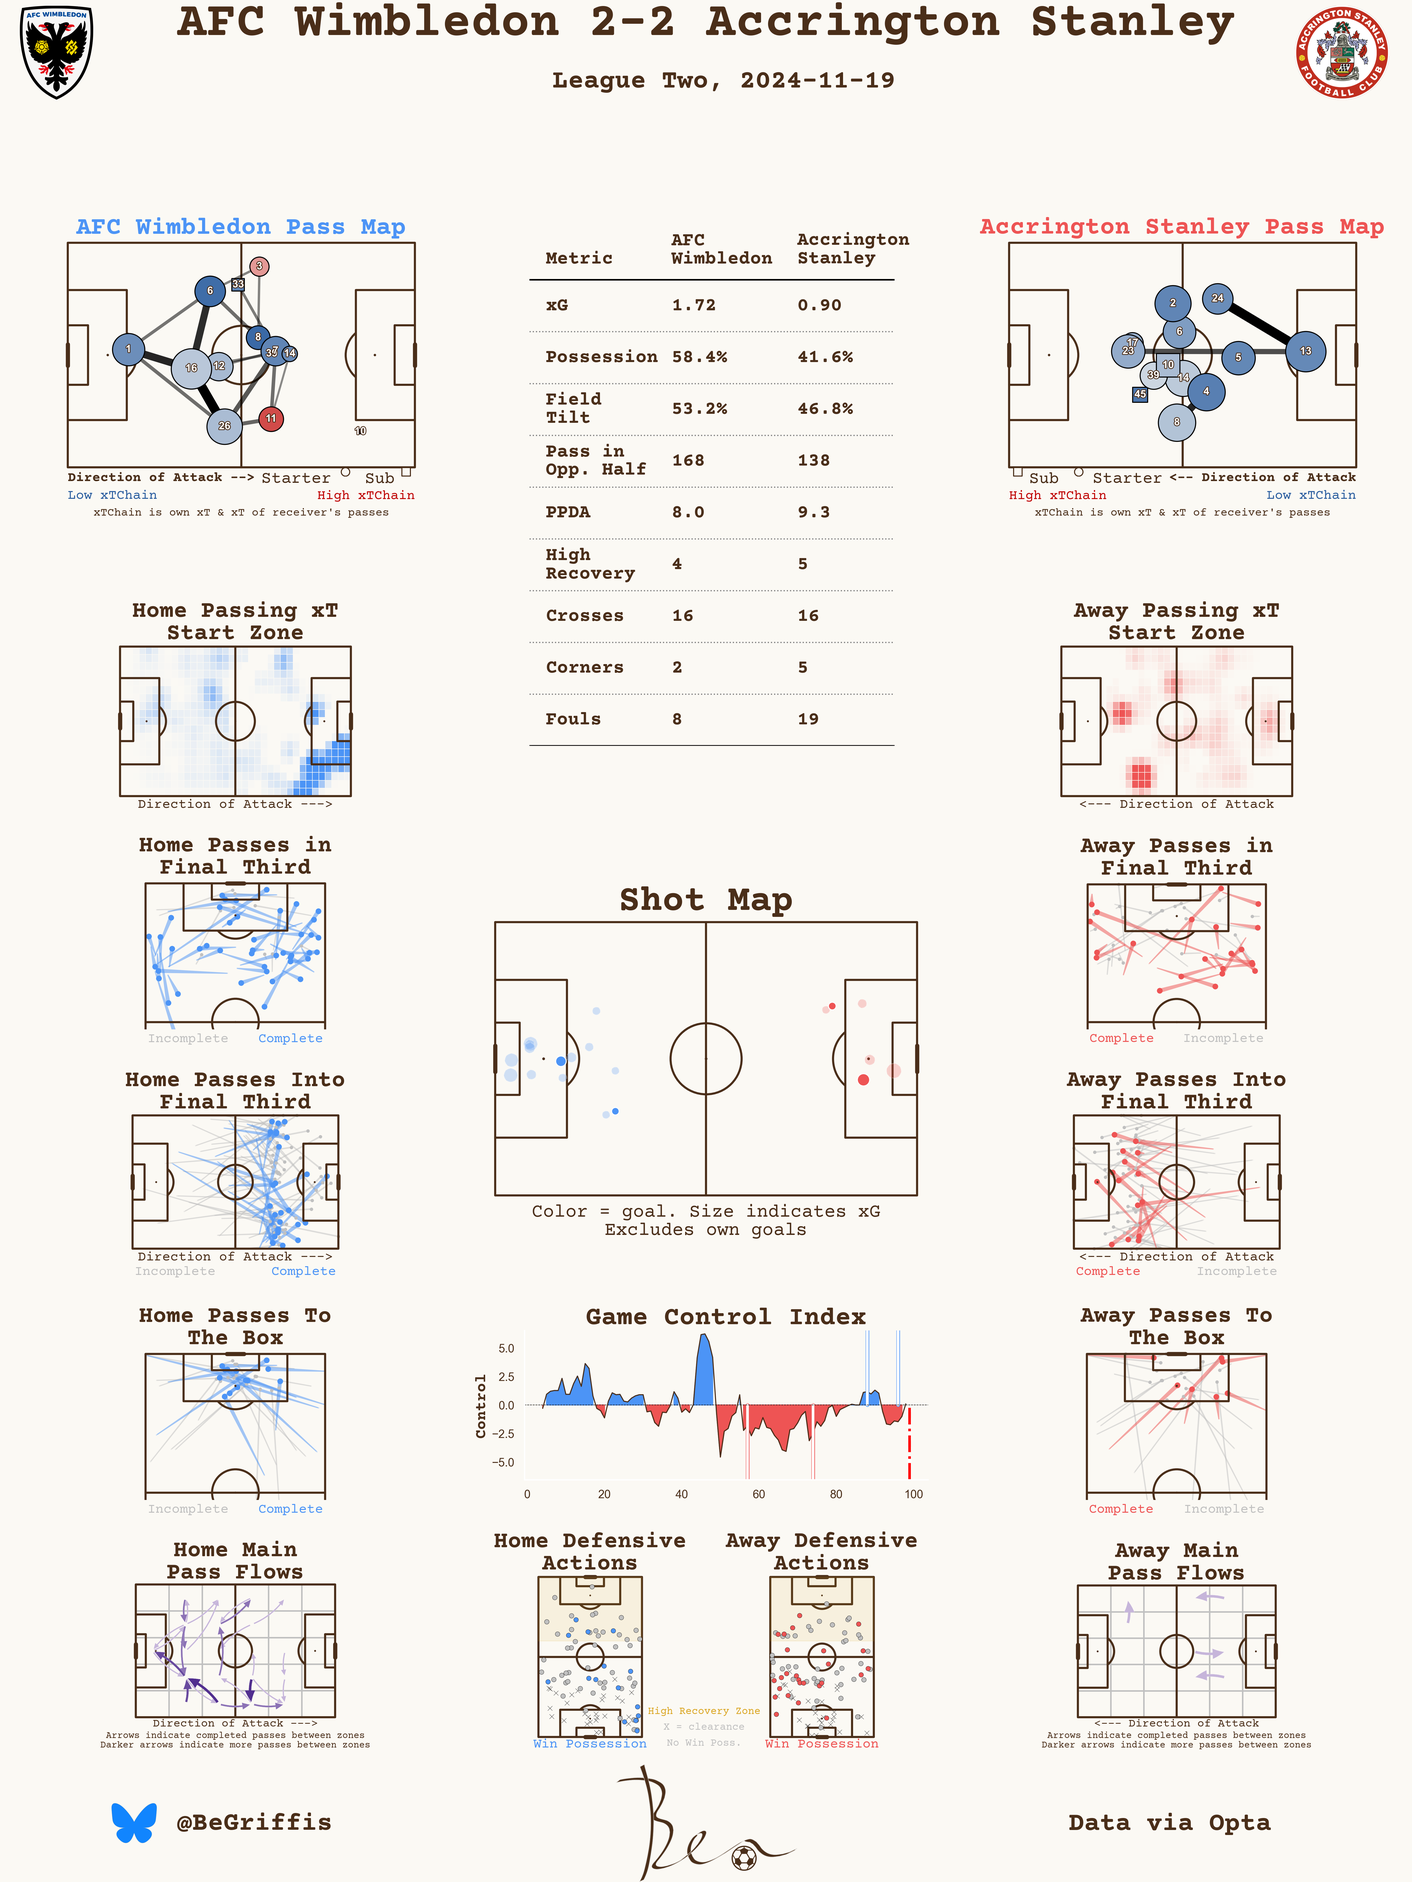 AFC Wimbledon 2-2 Accrington Stanley
League Two, 2024-11-19
AFC WIMBLEDON
ACCRINGTON STANLEY
FOOTBALL CLUB
AFC Wimbledon Pass Map
3
33
6
8
1
7
14
16
12
26
11
10
Direction of Attack --> Starter Sub
Low xTChain High xTChain
xTChain is own xT & xT of receiver's passes
Metric AFC Wimbledon Accrington Stanley
xG 1.72 0.90
Possession 58.4% 41.6%
Field Tilt 53.2% 46.8%
Pass in Opp. Half 168 138
PPDA 8.0 9.3
High Recovery 4 5
Crosses 16 16
Corners 2 5
Fouls 8 19
Accrington Stanley Pass Map
2
24
6
17
23
5
13
10
39
14
45
4
8
Sub Starter <-- Direction of Attack
High xTChain Low xTChain
xTChain is own xT & xT of receiver's passes
Home Passing xT
Start Zone
Direction of Attack --->
Away Passing xT
Start Zone
<--- Direction of Attack
Home Passes in
Final Third
Incomplete Complete
Away Passes in
Final Third
Complete Incomplete
Shot Map
Color = goal. Size indicates xG
Excludes own goals
Home Passes Into
Final Third
Direction of Attack --->
Incomplete Complete
Away Passes Into
Final Third
<--- Direction of Attack
Complete Incomplete
Home Passes To
The Box
Incomplete Complete
Game Control Index
Control
5.0
2.5
0.0
−2.5
−5.0
0 20 40 60 80 100
Away Passes To
The Box
Complete Incomplete
Home Main
Pass Flows
Direction of Attack --->
Arrows indicate completed passes between zones
Darker arrows indicate more passes between zones
Home Defensive
Actions
Win Possession
High Recovery Zone
X = clearance
No Win Poss.
Away Defensive
Actions
Win Possession
Away Main
Pass Flows
<--- Direction of Attack
Arrows indicate completed passes between zones
Darker arrows indicate more passes between zones
@BeGriffis
Ben
Data via Opta